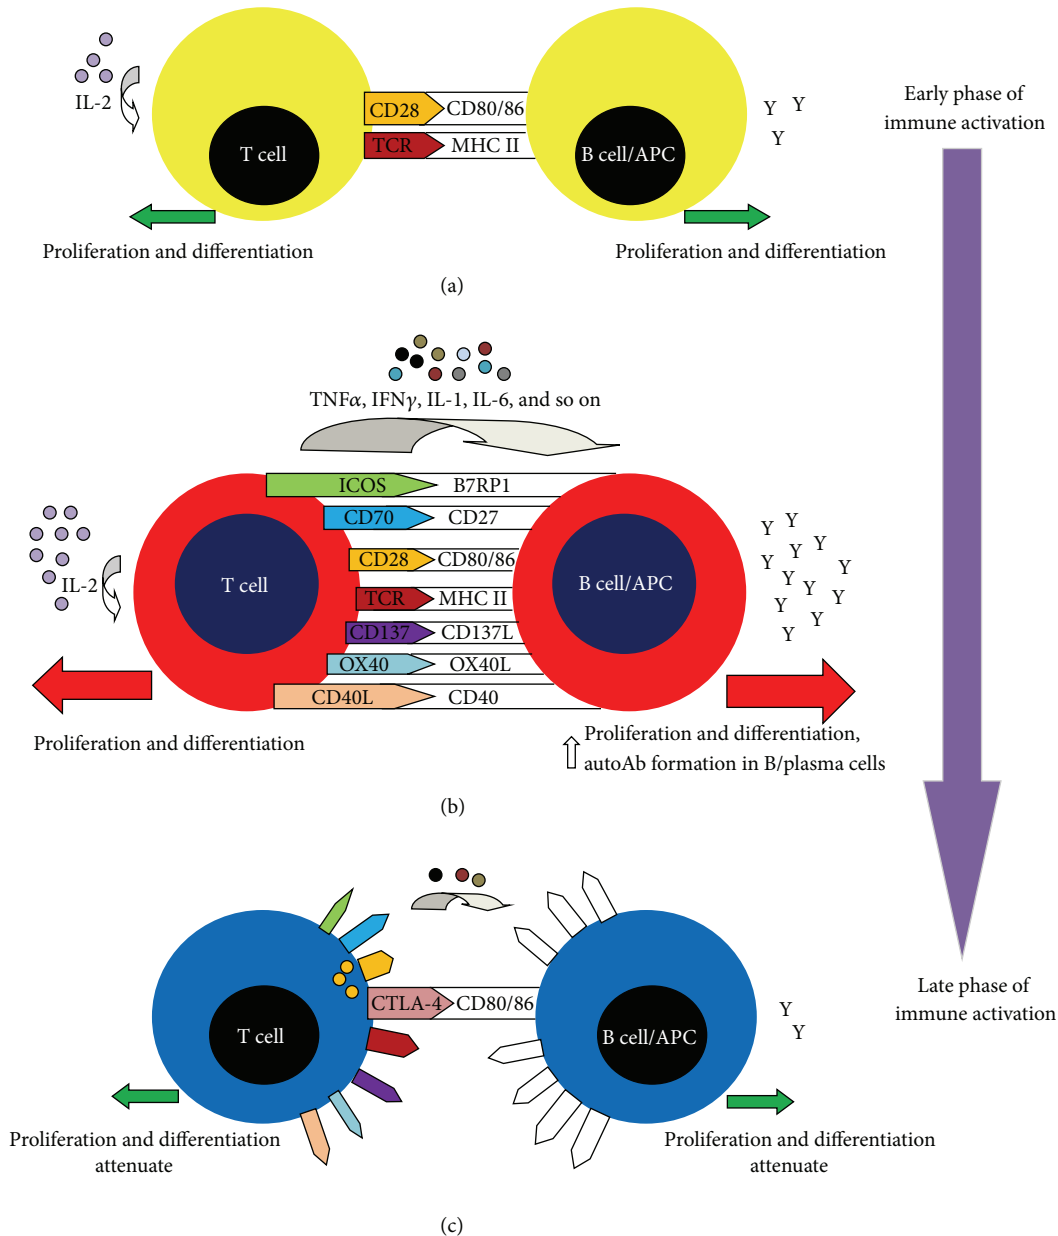 IL-2
CD28 CD80/86
TCR MHC II
T cell
B cell/APC
Y Y
Y
Proliferation and differentiation
Proliferation and differentiation
(a)
Early phase of
immune activation
TNFα, IFNγ, IL-1, IL-6, and so on
ICOS B7RP1
CD70 CD27
CD28 CD80/86
TCR MHC II
CD137 CD137L
OX40 OX40L
CD40L CD40
IL-2
T cell
B cell/APC
Y Y
Y Y Y
Y Y Y
Y Y
Y Y
Proliferation and differentiation
Proliferation and differentiation,
autoAb formation in B/plasma cells
(b)
CTLA-4 CD80/86
T cell
B cell/APC
Y
Y
Late phase of
immune activation
Proliferation and differentiation
attenuate
Proliferation and differentiation
attenuate
(c)